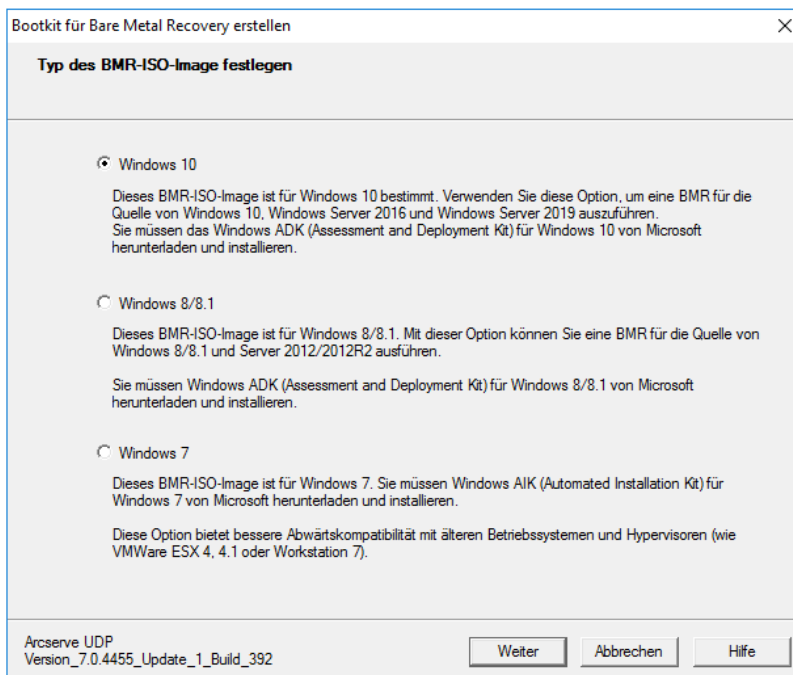 Bootkit für Bare Metal Recovery erstellen
Typ des BMR-ISO-Image festlegen
Windows 10
Dieses BMR-ISO-Image ist für Windows 10 bestimmt. Verwenden Sie diese Option, um eine BMR für die
Quelle von Windows 10, Windows Server 2016 und Windows Server 2019 auszuführen.
Sie müssen das Windows ADK (Assessment and Deployment Kit) für Windows 10 von Microsoft
herunterladen und installieren.
Windows 8/8.1
Dieses BMR-ISO-Image ist für Windows 8/8.1. Mit dieser Option können Sie eine BMR für die Quelle von
Windows 8/8.1 und Server 2012/2012R2 ausführen.
Sie müssen Windows ADK (Assessment and Deployment Kit) für Windows 8/8.1 von Microsoft
herunterladen und installieren.
Windows 7
Dieses BMR-ISO-Image ist für Windows 7. Sie müssen Windows AIK (Automated Installation Kit) für
Windows 7 von Microsoft herunterladen und installieren.
Diese Option bietet bessere Abwärtskompatibilität mit älteren Betriebssystemen und Hypervisoren (wie
VMWare ESX 4, 4.1 oder Workstation 7).
Arcserve UDP
Version_7.0.4455_Update_1_Build_392
Weiter
Abbrechen
Hilfe